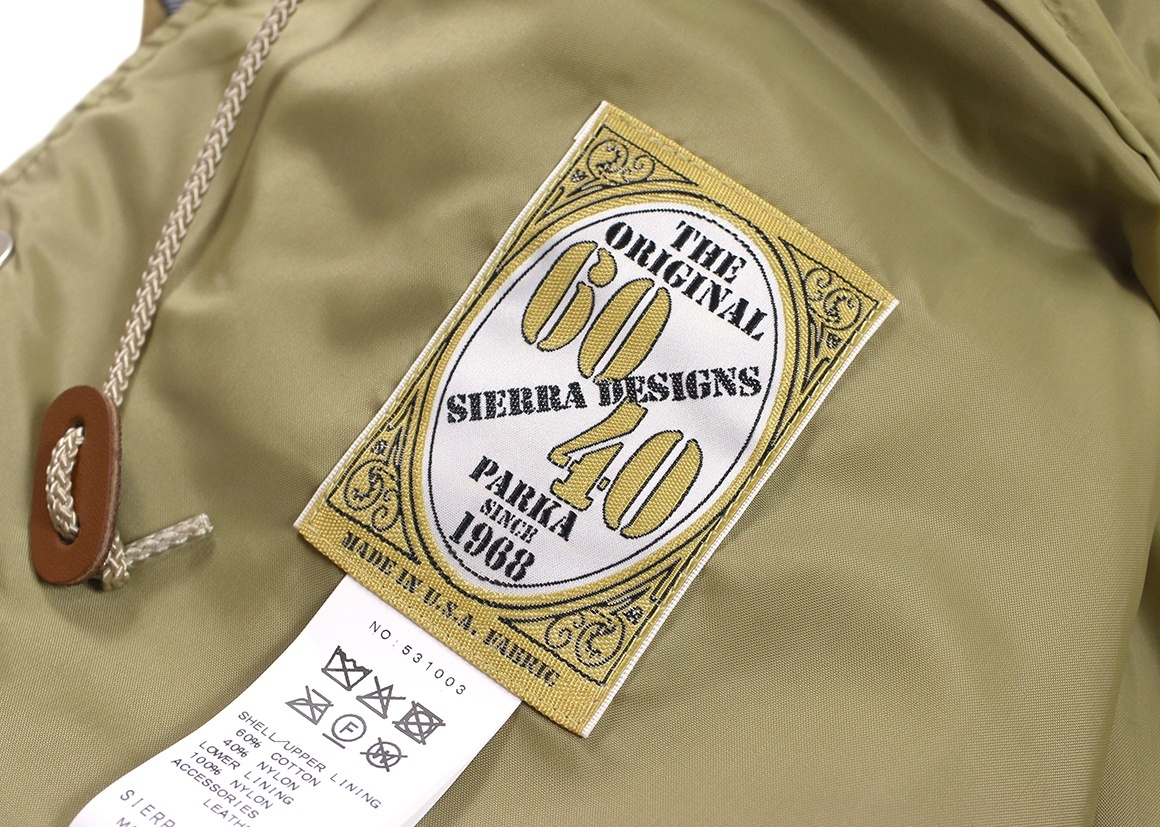 THE
ORIGINAL
60
SIERRA DESIGNS
40
PARKA
SINCE
1968
MADE IN U.S.A. FABRIC
NO:531003
F
W
SHELL/UPPER LINING
60% COTTON
40% NYLON
LOWER LINING
100% NYLON
ACCESSORIES